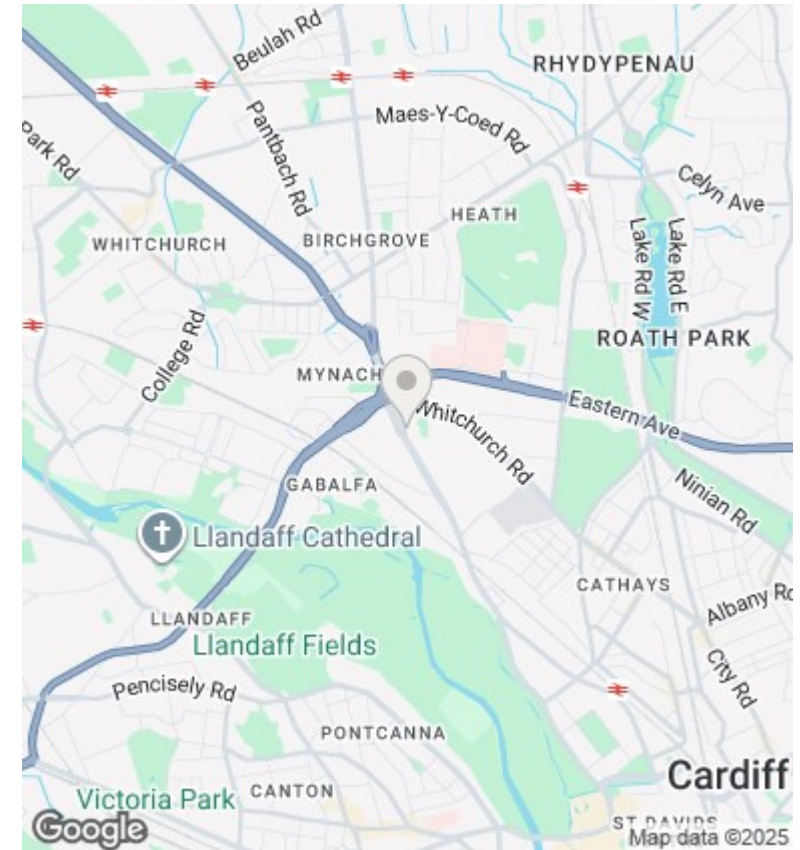 Beulah Rd
RHYDYPENAU
Maes-Y-Coed Rd
Park Rd
Pantbach Rd
Celyn Ave
HEATH
WHITCHURCH
BIRCHGROVE
Lake Rd W
Lake Rd E
College Rd
ROATH PARK
MYNACH
Whitchurch Rd
Eastern Ave
GABALFA
Ninian Rd
Llandaff Cathedral
CATHAYS
Albany Rd
LLANDAFF
Llandaff Fields
City Rd
Pencisely Rd
PONTCANNA
Cardiff
Victoria Park
CANTON
ST DAVIDS
Google
Map data ©2025